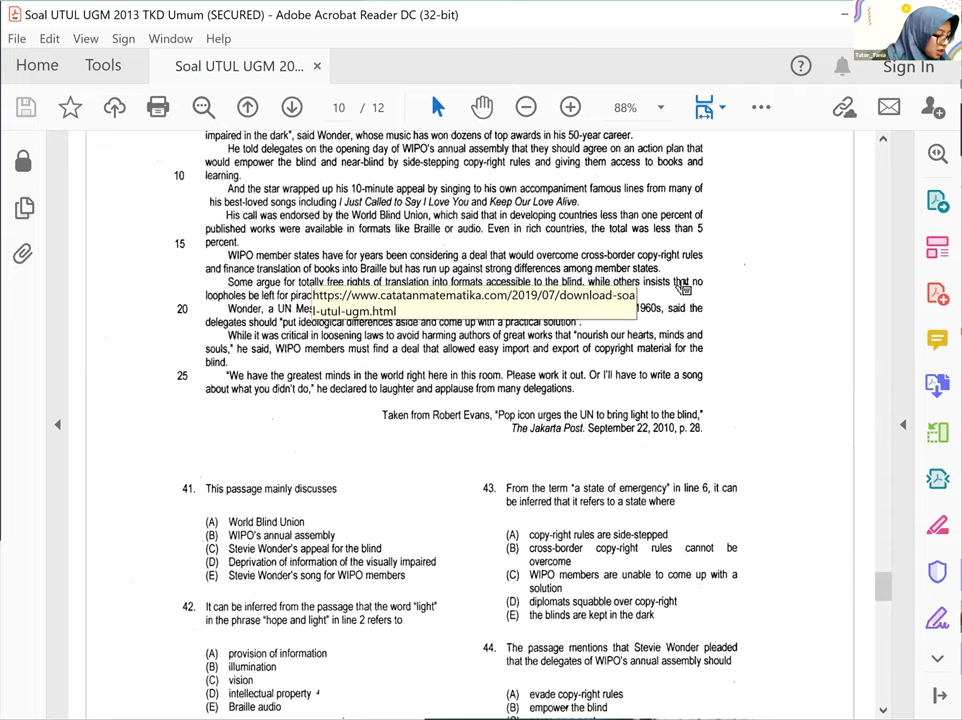 Soal UTUL UGM 2013 TKD Umum (SECURED) - Adobe Acrobat Reader DC (32-bit)
File Edit View Sign Window Help
Tutor_Tania
Home Tools Soal UTUL UGM 20... × Sign In
10 / 12 88%
impaired in the dark", said Wonder, whose music has won dozens of top awards in his 50-year career.
He told delegates on the opening day of WIPO's annual assembly that they should agree on an action plan that
would empower the blind and near-blind by side-stepping copy-right rules and giving them access to books and
10 learning.
And the star wrapped up his 10-minute appeal by singing to his own accompaniment famous lines from many of
his best-loved songs including I Just Called to Say I Love You and Keep Our Love Alive.
His call was endorsed by the World Blind Union, which said that in developing countries less than one percent of
published works were available in formats like Braille or audio. Even in rich countries, the total was less than 5
15 percent.
WIPO member states have for years been considering a deal that would overcome cross-border copy-right rules
and finance translation of books into Braille but has run up against strong differences among member states.
Some argue for totally free rights of translation into formats accessible to the blind, while others insists that no
loopholes be left for pirac
https://www.catatanmatematika.com/2019/07/download-soa
l-utul-ugm.html
20 Wonder, a UN Mes 1960s, said the
delegates should "put ideological differences aside and come up with a practical solution".
While it was critical in loosening laws to avoid harming authors of great works that "nourish our hearts, minds and
souls," he said, WIPO members must find a deal that allowed easy import and export of copyright material for the
blind.
25 "We have the greatest minds in the world right here in this room. Please work it out. Or I'll have to write a song
about what you didn't do," he declared to laughter and applause from many delegations.
Taken from Robert Evans, "Pop icon urges the UN to bring light to the blind,"
The Jakarta Post. September 22, 2010, p. 28.
41. This passage mainly discusses
(A) World Blind Union
(B) WIPO's annual assembly
(C) Stevie Wonder's appeal for the blind
(D) Deprivation of information of the visually impaired
(E) Stevie Wonder's song for WIPO members
42. It can be inferred from the passage that the word "light"
in the phrase "hope and light" in line 2 refers to
(A) provision of information
(B) illumination
(C) vision
(D) intellectual property
(E) Braille audio
43. From the term "a state of emergency" in line 6, it can
be inferred that it refers to a state where
(A) copy-right rules are side-stepped
(B) cross-border copy-right rules cannot be
overcome
(C) WIPO members are unable to come up with a
solution
(D) diplomats squabble over copy-right
(E) the blinds are kept in the dark
44. The passage mentions that Stevie Wonder pleaded
that the delegates of WIPO's annual assembly should
(A) evade copy-right rules
(B) empower the blind